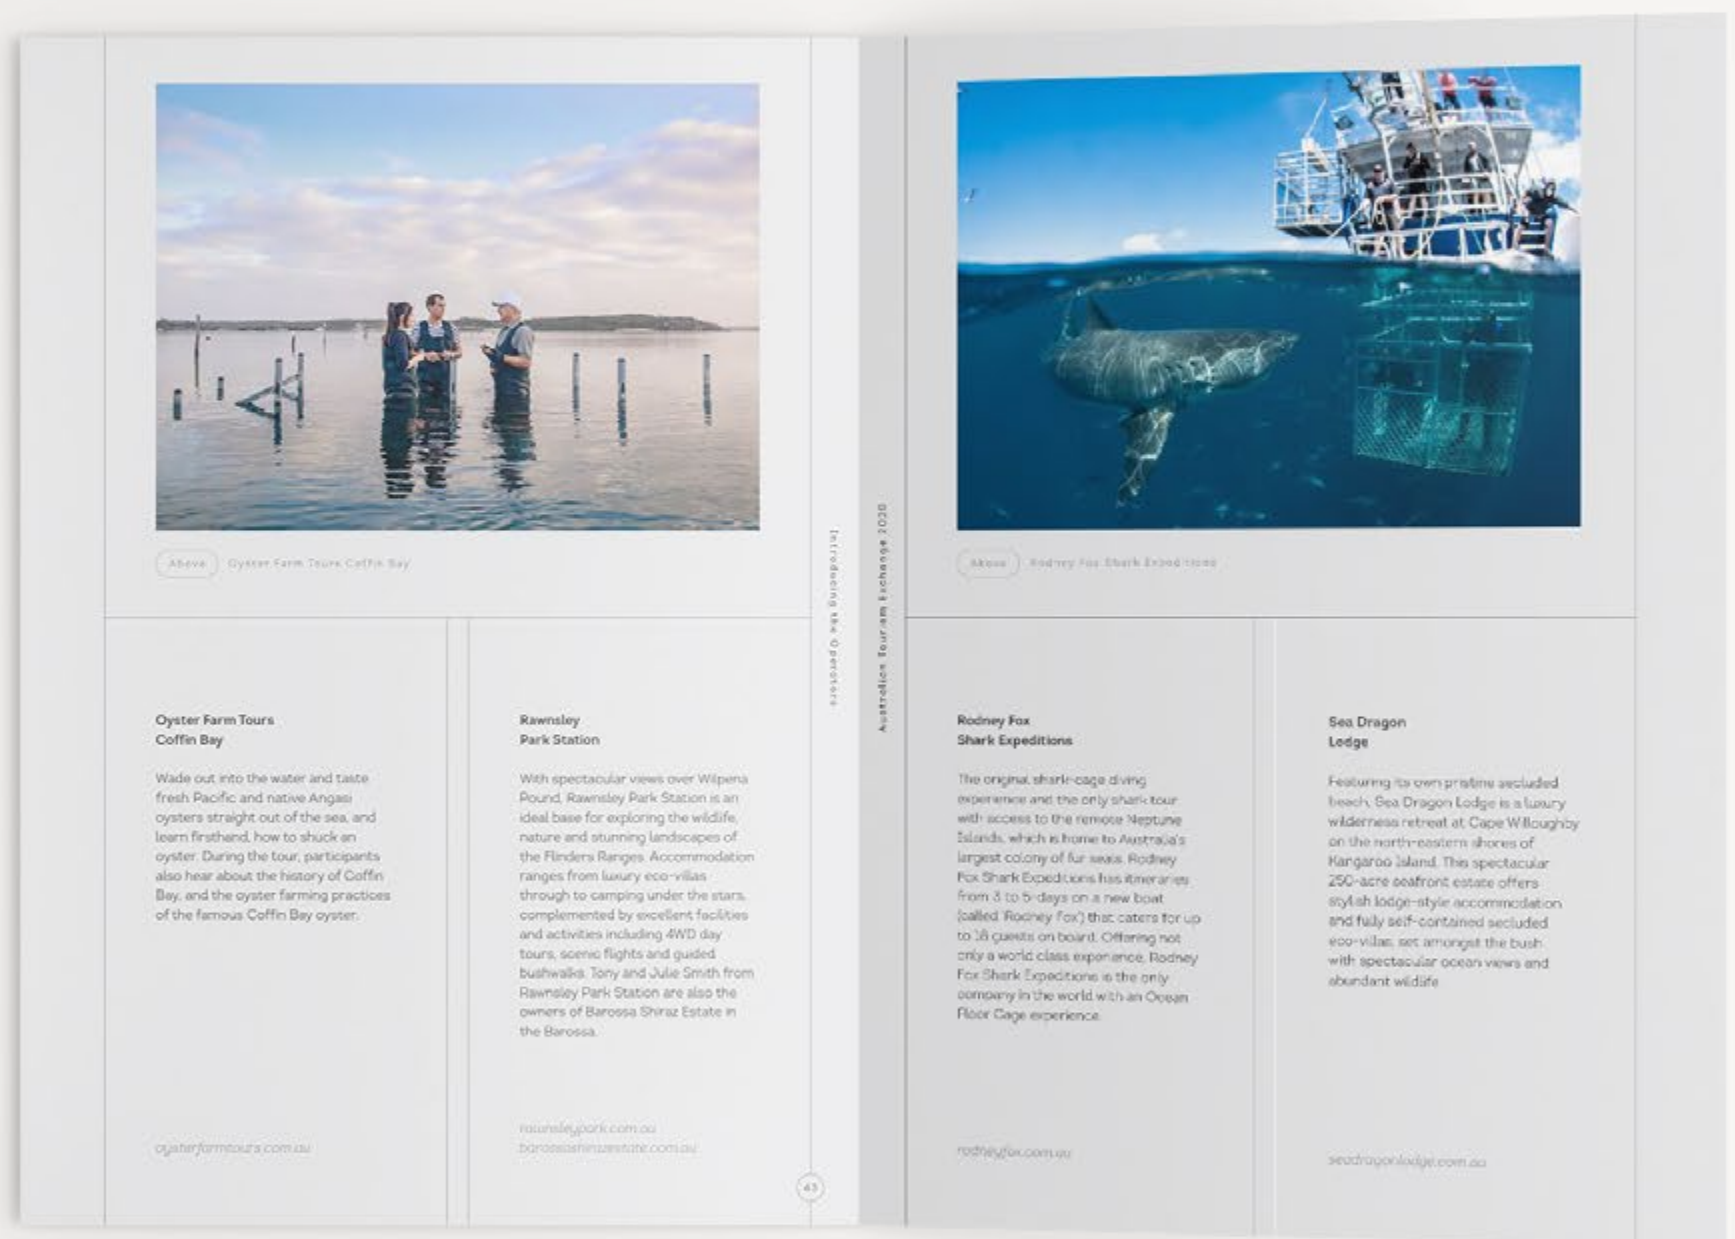 Above
Oyster Farm Tours Coffin Bay
Oyster Farm Tours
Coffin Bay
Wade out into the water and taste
fresh Pacific and native Angasi
oysters straight out of the sea, and
learn firsthand, how to shuck an
oyster. During the tour, participants
also hear about the history of Coffin
Bay, and the oyster farming practices
of the famous Coffin Bay oyster.
oysterfarmtours.com.au
Rawnsley
Park Station
With spectacular views over Wilpena
Pound, Rawnsley Park Station is an
ideal base for exploring the wildlife,
nature and stunning landscapes of
the Flinders Ranges. Accommodation
ranges from luxury eco-villas
through to camping under the stars,
complemented by excellent facilities
and activities including 4WD day
tours, scenic flights and guided
bushwalks. Tony and Julie Smith from
Rawnsley Park Station are also the
owners of Barossa Shiraz Estate in
the Barossa.
rawnsleypark.com.au
barossashirazestate.com.au
43
Introducing the Operators
Australian Tourism Exchange 2020
Above
Rodney Fox Shark Expeditions
Rodney Fox
Shark Expeditions
The original shark-cage diving
experience and the only shark tour
with access to the remote Neptune
Islands, which is home to Australia's
largest colony of fur seals. Rodney
Fox Shark Expeditions has itineraries
from 3 to 5-days on a new boat
(called 'Rodney Fox') that caters for up
to 18 guests on board. Offering not
only a world class experience, Rodney
Fox Shark Expeditions is the only
company in the world with an Ocean
Floor Cage experience.
rodneyfox.com.au
Sea Dragon
Lodge
Featuring its own pristine secluded
beach, Sea Dragon Lodge is a luxury
wilderness retreat at Cape Willoughby
on the north-eastern shores of
Kangaroo Island. This spectacular
250-acre seafront estate offers
stylish lodge-style accommodation
and fully self-contained secluded
eco-villas, set amongst the bush
with spectacular ocean views and
abundant wildlife.
seadragonlodge.com.au